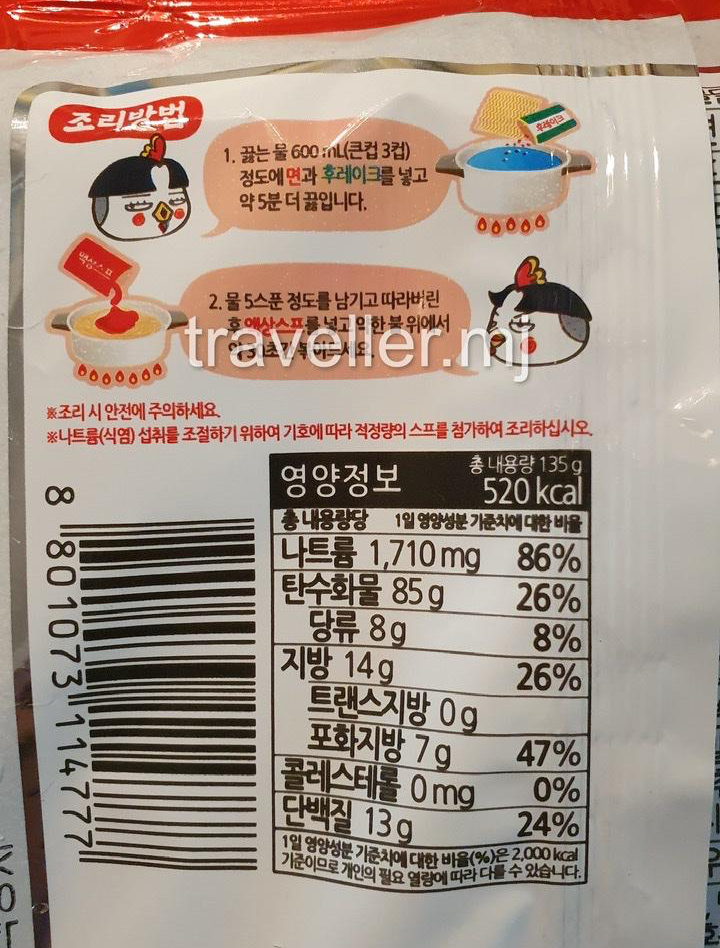 조리방법
1. 끓는 물 600 mL(큰컵 3컵)
정도에 면과 후레이크를 넣고
약 5분 더 끓입니다.
후레이크
액상스프
2. 물 5스푼 정도를 남기고 따라버린
후 액상스프를 넣고 약한 불 위에서
약 30초간 볶아주세요.
traveller.mj
※조리 시 안전에 주의하세요.
※나트륨(식염) 섭취를 조절하기 위하여 기호에 따라 적정량의 스프를 첨가하여 조리하십시오.
영양정보
총 내용량 135 g
520 kcal
총 내용량당 1일 영양성분 기준치에 대한 비율
나트륨 1,710 mg 86%
탄수화물 85 g 26%
당류 8 g 8%
지방 14 g 26%
트랜스지방 0 g
포화지방 7 g 47%
콜레스테롤 0 mg 0%
단백질 13 g 24%
1일 영양성분 기준치에 대한 비율(%)은 2,000 kcal
기준이므로 개인의 필요 열량에 따라 다를 수 있습니다.
8 801073 114777